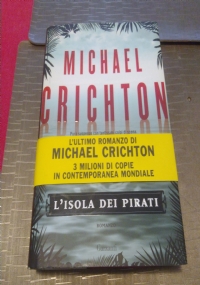 MICHAEL
CRICHTON
L'ULTIMO ROMANZO DI
MICHAEL CRICHTON
3 MILIONI DI COPIE
IN CONTEMPORANEA MONDIALE
L'ISOLA DEI PIRATI